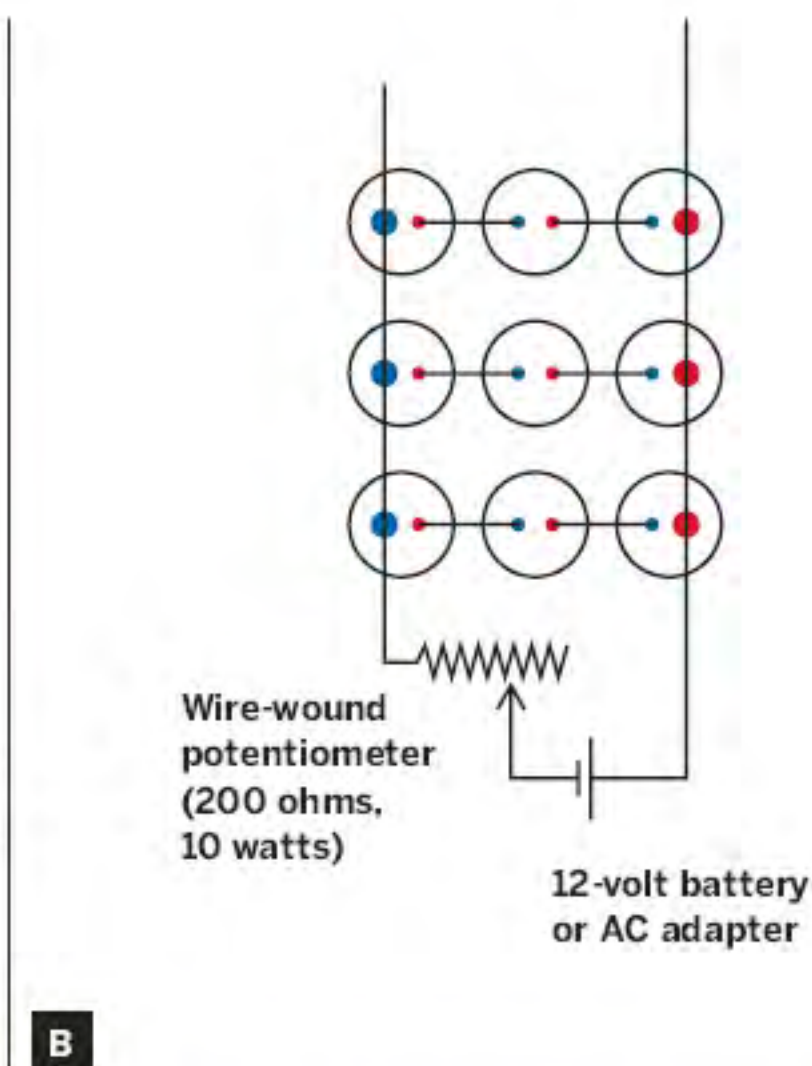 Wire-wound
potentiometer
(200 ohms,
10 watts)
12-volt battery
or AC adapter
B